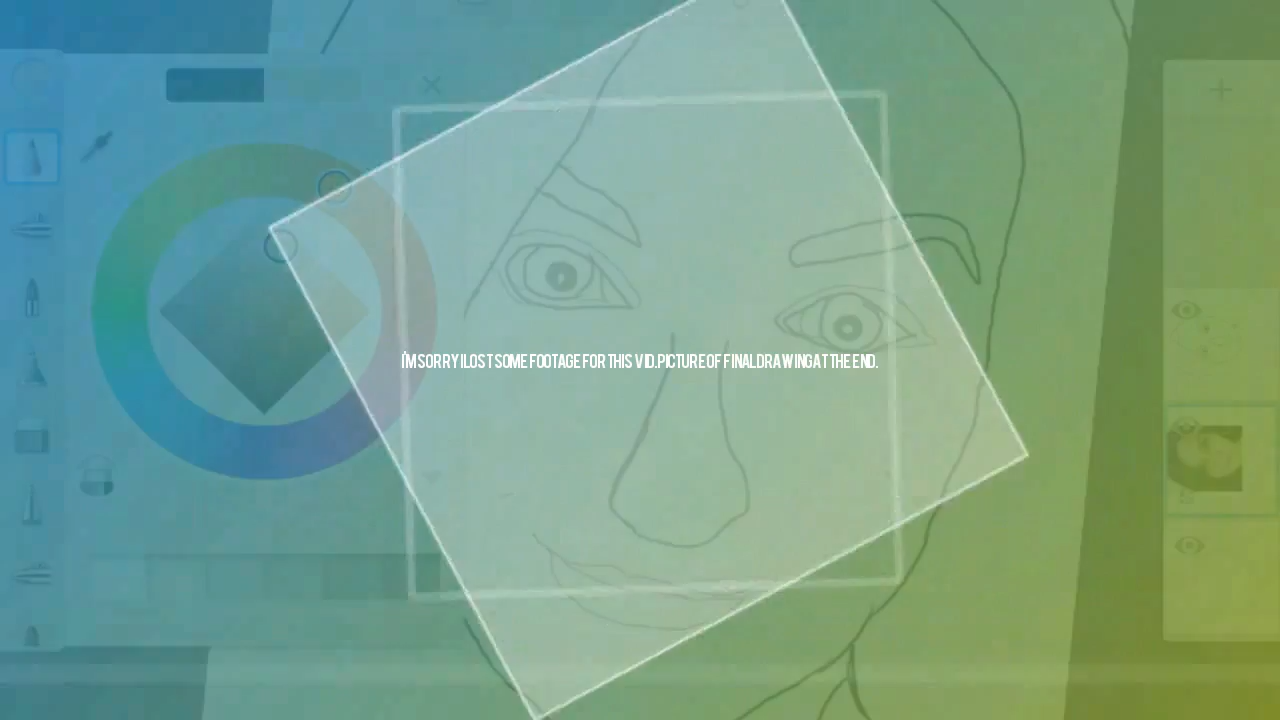 I'M SORRY I LOST SOME FOOTAGE FOR THIS VID. PICTURE OF FINAL DRAWING AT THE END.